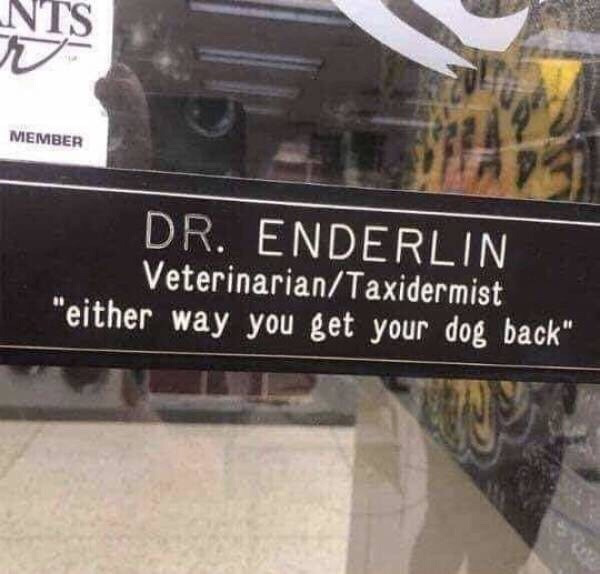 NTS
MEMBER
DR. ENDERLIN
Veterinarian/Taxidermist
"either way you get your dog back"